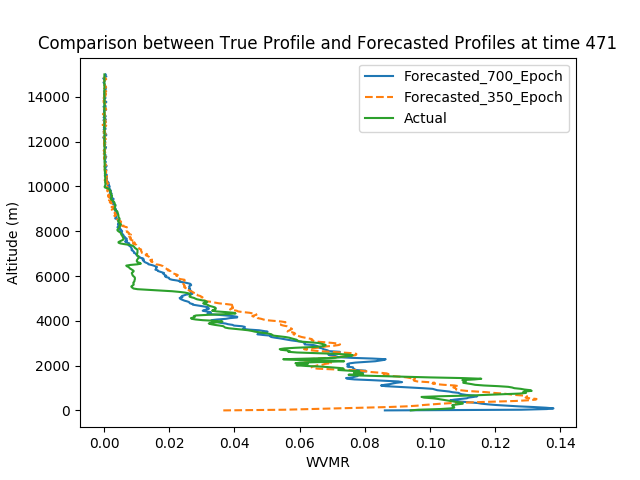 Comparison between True Profile and Forecasted Profiles at time 471
Forecasted_700_Epoch
Forecasted_350_Epoch
Actual
14000
12000
10000
8000
6000
4000
2000
0
Altitude (m)
0.00 0.02 0.04 0.06 0.08 0.10 0.12 0.14
WVMR